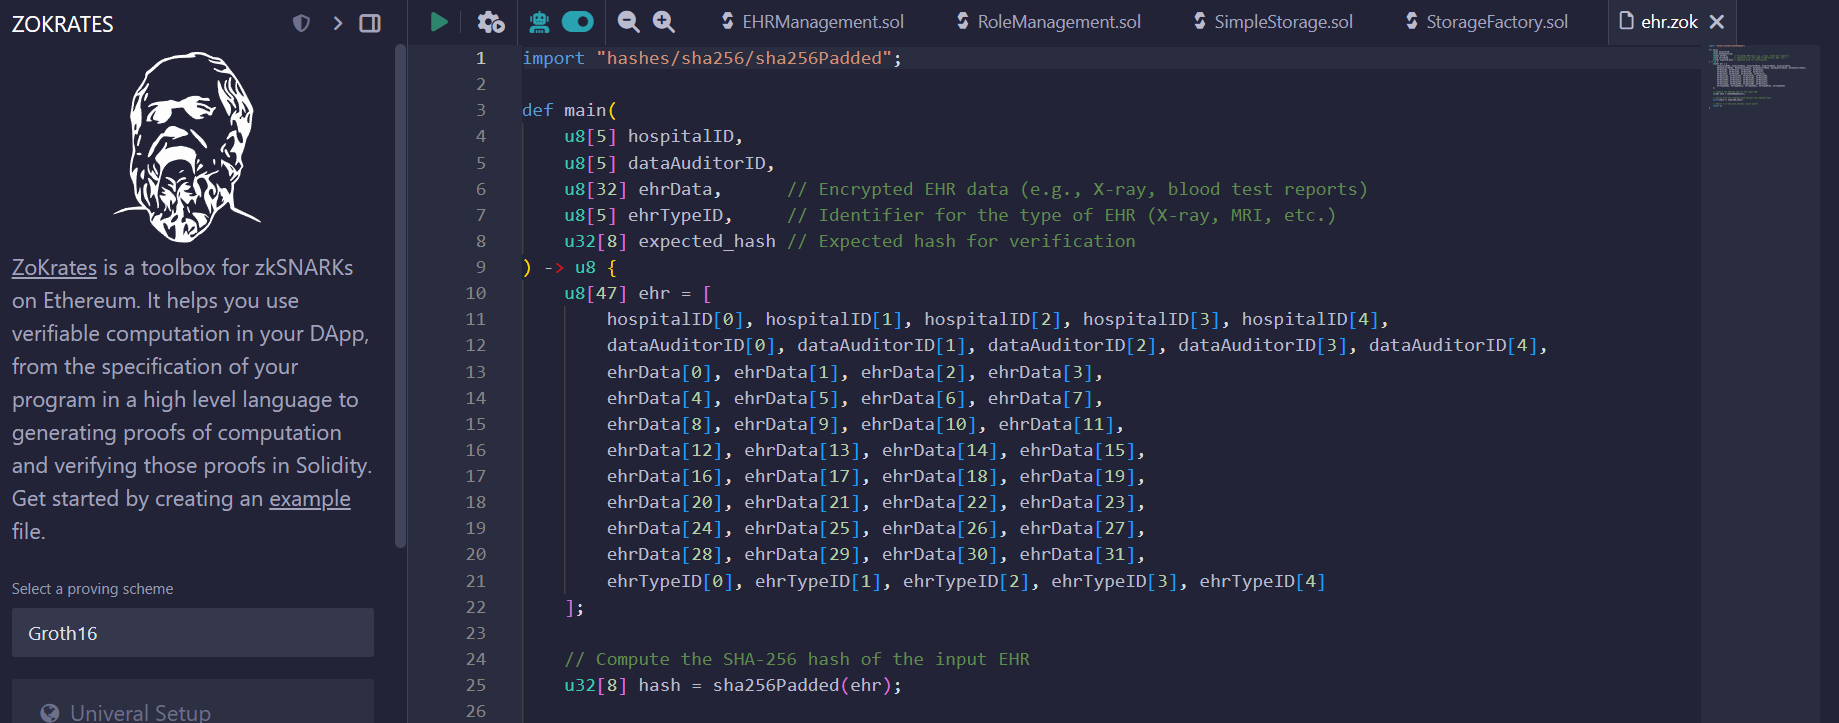 ZOKRATES
ZoKrates is a toolbox for zkSNARKs
on Ethereum. It helps you use
verifiable computation in your DApp,
from the specification of your
program in a high level language to
generating proofs of computation
and verifying those proofs in Solidity.
Get started by creating an example
file.
Select a proving scheme
Groth16
Univeral Setup
EHRManagement.sol RoleManagement.sol SimpleStorage.sol StorageFactory.sol ehr.zok
1 import "hashes/sha256/sha256Padded";
2
3 def main(
4 u8[5] hospitalID,
5 u8[5] dataAuditorID,
6 u8[32] ehrData, // Encrypted EHR data (e.g., X-ray, blood test reports)
7 u8[5] ehrTypeID, // Identifier for the type of EHR (X-ray, MRI, etc.)
8 u32[8] expected_hash // Expected hash for verification
9 ) -> u8 {
10 u8[47] ehr = [
11 hospitalID[0], hospitalID[1], hospitalID[2], hospitalID[3], hospitalID[4],
12 dataAuditorID[0], dataAuditorID[1], dataAuditorID[2], dataAuditorID[3], dataAuditorID[4],
13 ehrData[0], ehrData[1], ehrData[2], ehrData[3],
14 ehrData[4], ehrData[5], ehrData[6], ehrData[7],
15 ehrData[8], ehrData[9], ehrData[10], ehrData[11],
16 ehrData[12], ehrData[13], ehrData[14], ehrData[15],
17 ehrData[16], ehrData[17], ehrData[18], ehrData[19],
18 ehrData[20], ehrData[21], ehrData[22], ehrData[23],
19 ehrData[24], ehrData[25], ehrData[26], ehrData[27],
20 ehrData[28], ehrData[29], ehrData[30], ehrData[31],
21 ehrTypeID[0], ehrTypeID[1], ehrTypeID[2], ehrTypeID[3], ehrTypeID[4]
22 ];
23
24 // Compute the SHA-256 hash of the input EHR
25 u32[8] hash = sha256Padded(ehr);
26